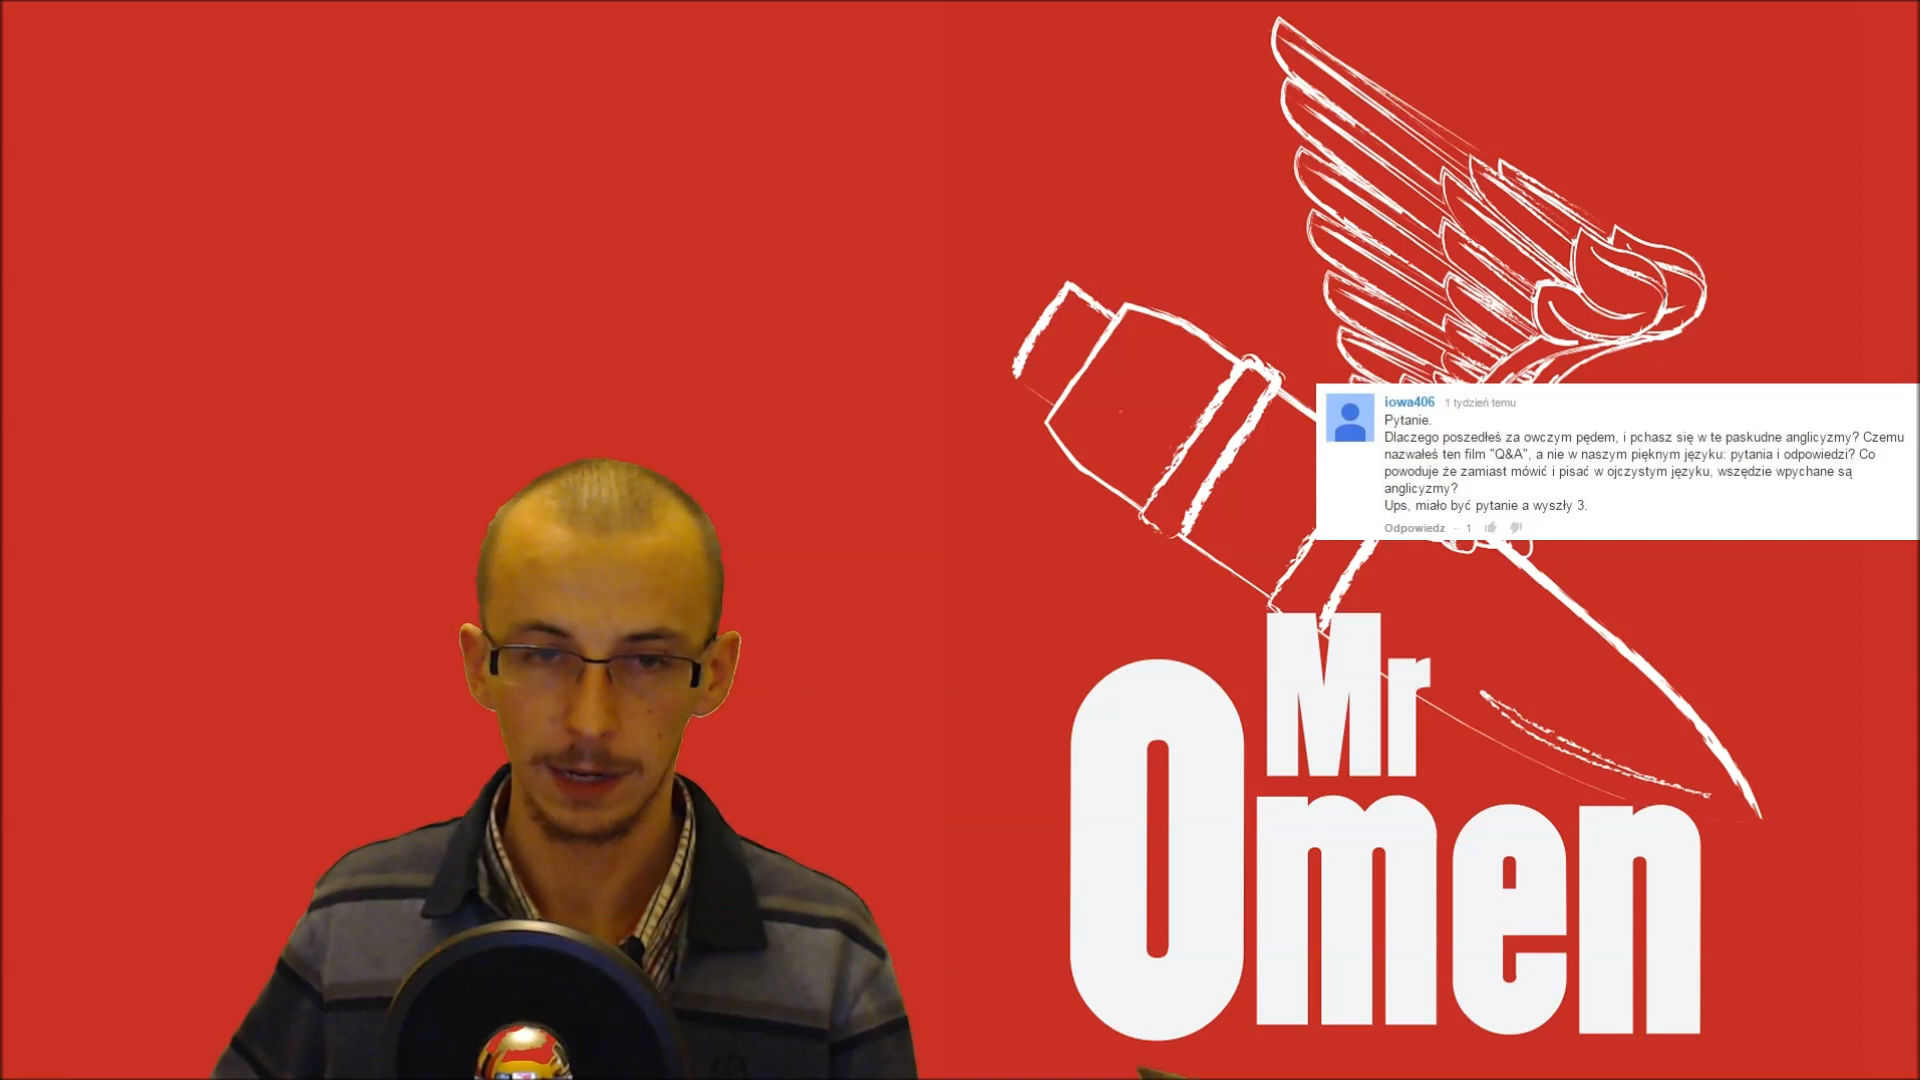 iowa406 1 tydzień temu
Pytanie.
Dlaczego poszedłeś za owczym pędem, i pchasz się w te paskudne anglicyzmy? Czemu
nazwałeś ten film "Q&A", a nie w naszym pięknym języku: pytania i odpowiedzi? Co
powoduje że zamiast mówić i pisać w ojczystym języku, wszędzie wpychane są
anglicyzmy?
Ups, miało być pytanie a wyszły 3.
Odpowiedz · 1
Mr
Omen